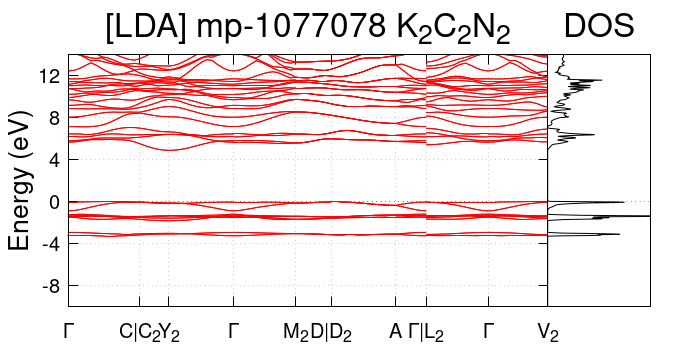 [LDA] mp-1077078 K₂C₂N₂ DOS
12
8
4
0
-4
-8
Energy (eV)
Γ C|C₂Y₂ Γ M₂D|D₂ A Γ|L₂ Γ V₂